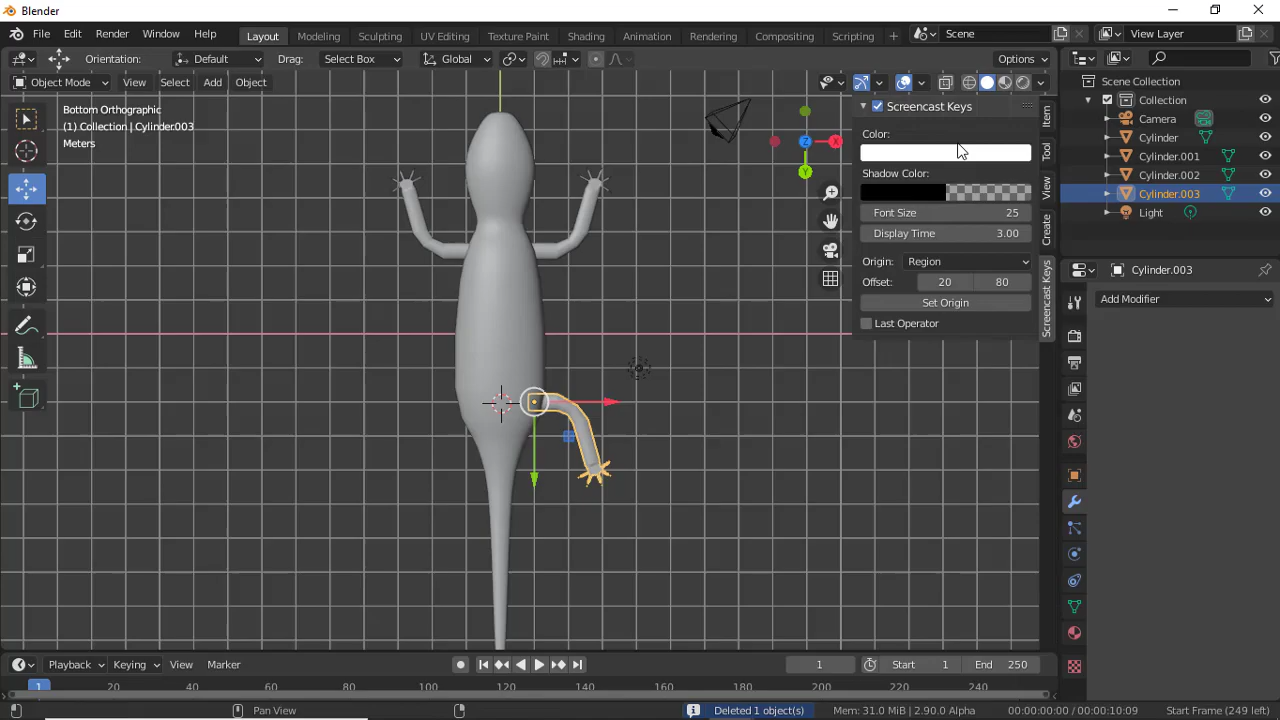 Blender
File Edit Render Window Help Layout Modeling Sculpting UV Editing Texture Paint Shading Animation Rendering Compositing Scripting + Scene View Layer
Orientation: Default Drag: Select Box Global Options
Object Mode View Select Add Object
Bottom Orthographic
(1) Collection | Cylinder003
Meters
Screencast Keys
Color:
Shadow Color:
Font Size 25
Display Time 3.00
Origin: Region
Offset: 20 80
Set Origin
Last Operator
Item
Tool
View
Create
Screencast Keys
X
Z
Y
Scene Collection
Collection
Camera
Cylinder
Cylinder.001
Cylinder.002
Cylinder.003
Light
Cylinder.003
Add Modifier
Playback Keying View Marker 1 Start 1 End 250
1 20 40 60 80 100 120 140 160 180 200 220 240
Pan View Deleted 1 object(s) Mem: 31.0 MiB | 2.90.0 Alpha 00:00:00:00 / 00:00:10:09 Start Frame (249 left)